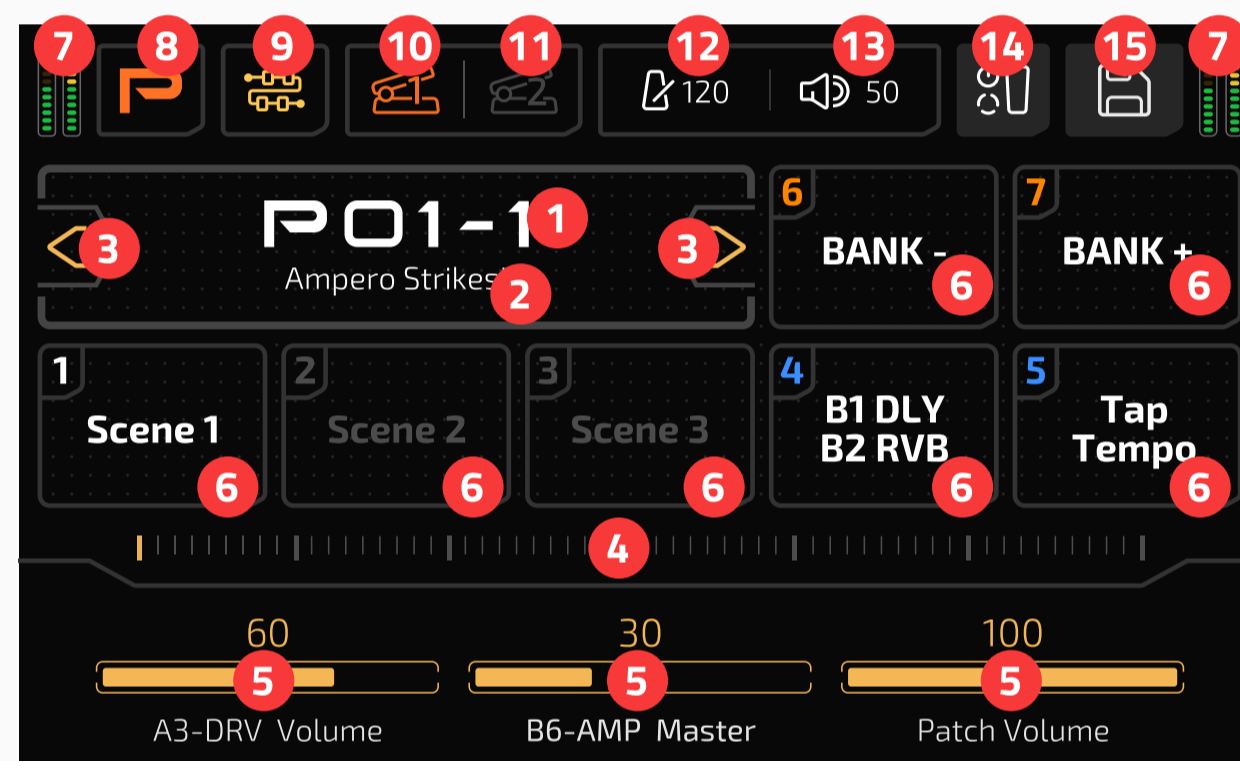 7 8 9 10 11 12 13 14 15 7
1 2 120 50
P01-1 1
3 3
Ampero Strikes 2
6 BANK - 6
7 BANK + 6
1 Scene 1 6
2 Scene 2 6
3 Scene 3 6
4 B1 DLY
B2 RVB 6
5 Tap
Tempo 6
4
60 30 100
5 5 5
A3-DRV Volume B6-AMP Master Patch Volume